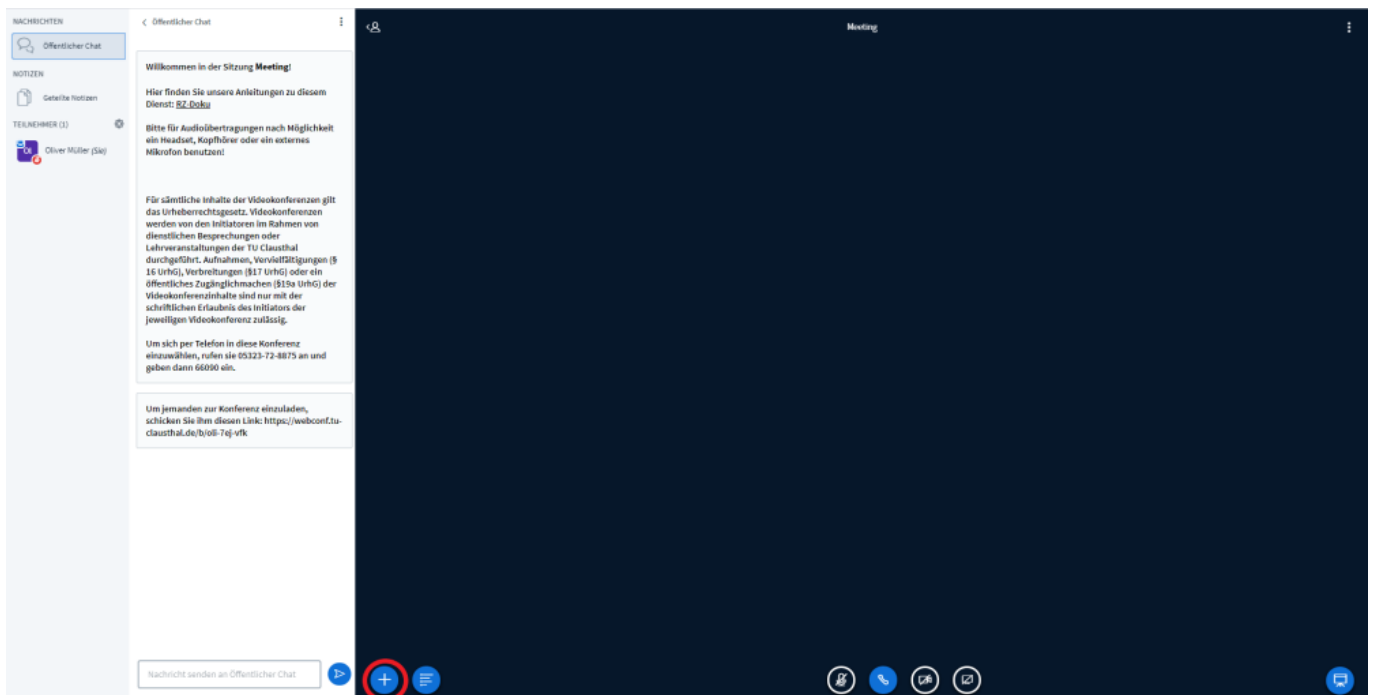 NACHRICHTEN
Öffentlicher Chat
NOTIZEN
Geteilte Notizen
TEILNEHMER (1)
Oliver Müller (Sie)
Öffentlicher Chat
Willkommen in der Sitzung Meeting!
Hier finden Sie unsere Anleitungen zu diesem
Dienst: RZ-Doku
Bitte für Audioübertragungen nach Möglichkeit
ein Headset, Kopfhörer oder ein externes
Mikrofon benutzen!
Für sämtliche Inhalte der Videokonferenzen gilt
das Urheberrechtsgesetz. Videokonferenzen
werden von den Initiatoren im Rahmen von
dienstlichen Besprechungen oder
Lehrveranstaltungen der TU Clausthal
durchgeführt. Aufnahmen, Vervielfältigungen (§
16 UrhG), Verbreitungen (§17 UrhG) oder ein
öffentliches Zugänglichmachen (§19a UrhG) der
Videokonferenzinhalte sind nur mit der
schriftlichen Erlaubnis des Initiators der
jeweiligen Videokonferenz zulässig.
Um sich per Telefon in diese Konferenz
einzuwählen, rufen sie 05323-72-8875 an und
geben dann 66090 ein.
Um jemanden zur Konferenz einzuladen,
schicken Sie ihm diesen Link: https://webconf.tu-
clausthal.de/b/oli-7ej-vfk
Nachricht senden an Öffentlicher Chat
Meeting